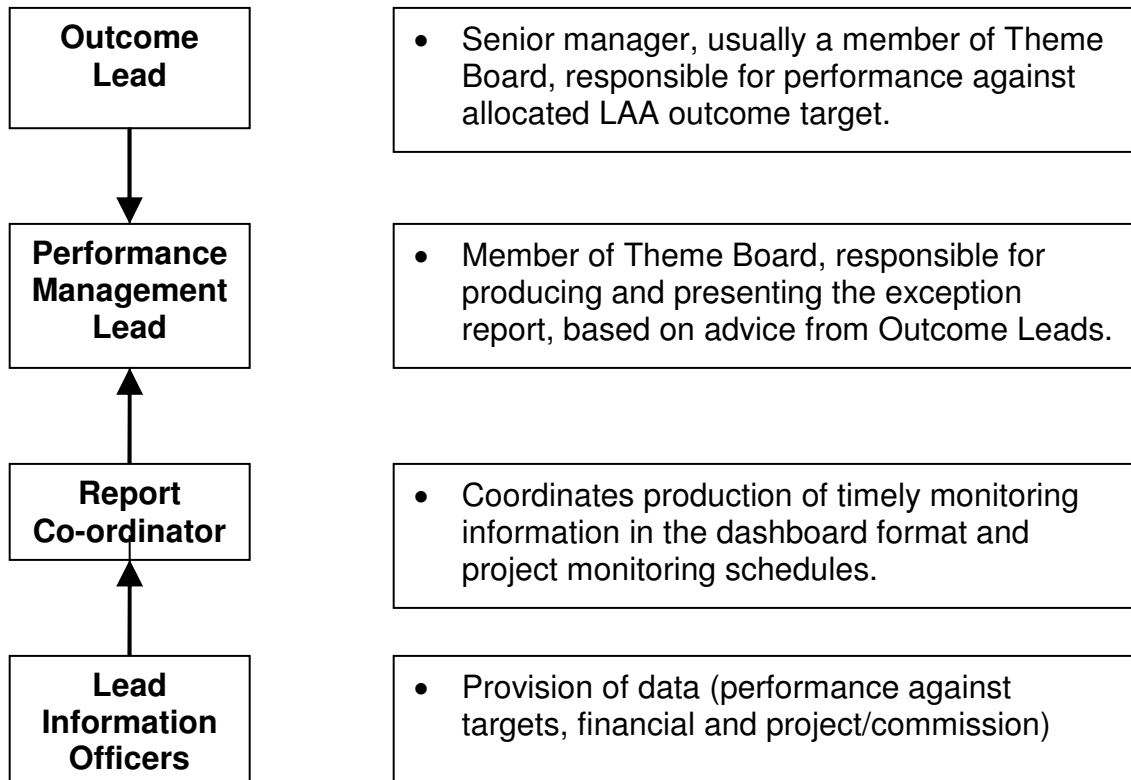 Outcome
Lead
• Senior manager, usually a member of Theme
Board, responsible for performance against
allocated LAA outcome target.
Performance
Management
Lead
• Member of Theme Board, responsible for
producing and presenting the exception
report, based on advice from Outcome Leads.
Report
Co-ordinator
• Coordinates production of timely monitoring
information in the dashboard format and
project monitoring schedules.
Lead
Information
Officers
• Provision of data (performance against
targets, financial and project/commission)